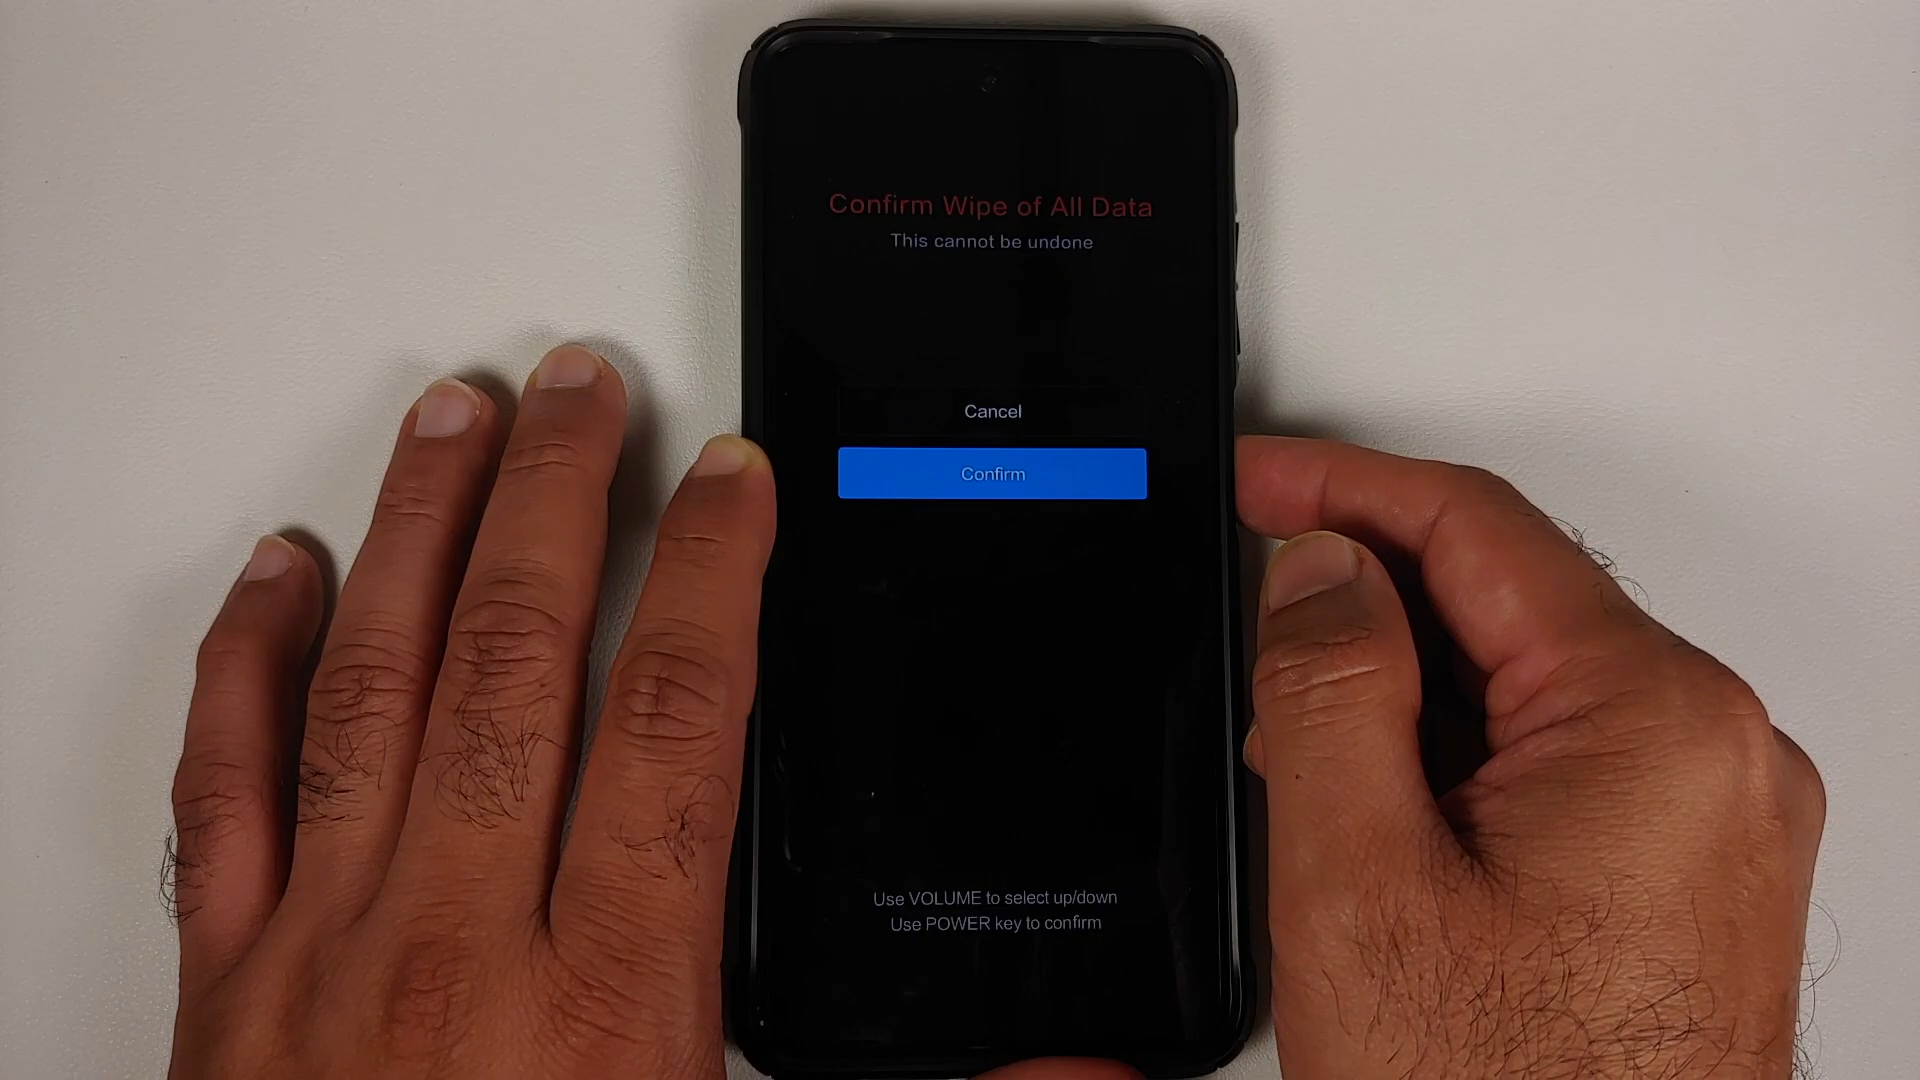 Confirm Wipe of All Data
This cannot be undone
Cancel
Confirm
Use VOLUME to select up/down
Use POWER key to confirm